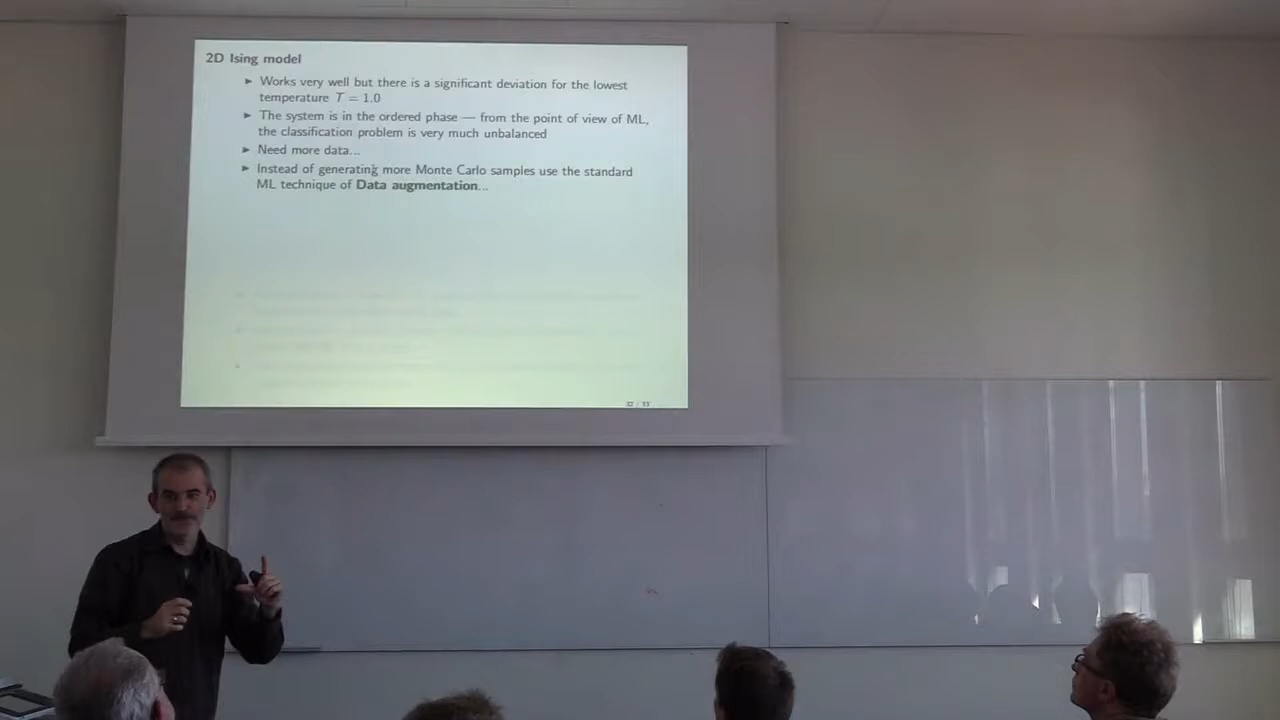 2D Ising model
► Works very well but there is a significant deviation for the lowest
temperature T = 1.0
► The system is in the ordered phase — from the point of view of ML,
the classification problem is very much unbalanced
► Need more data...
► Instead of generating more Monte Carlo samples use the standard
ML technique of Data augmentation...